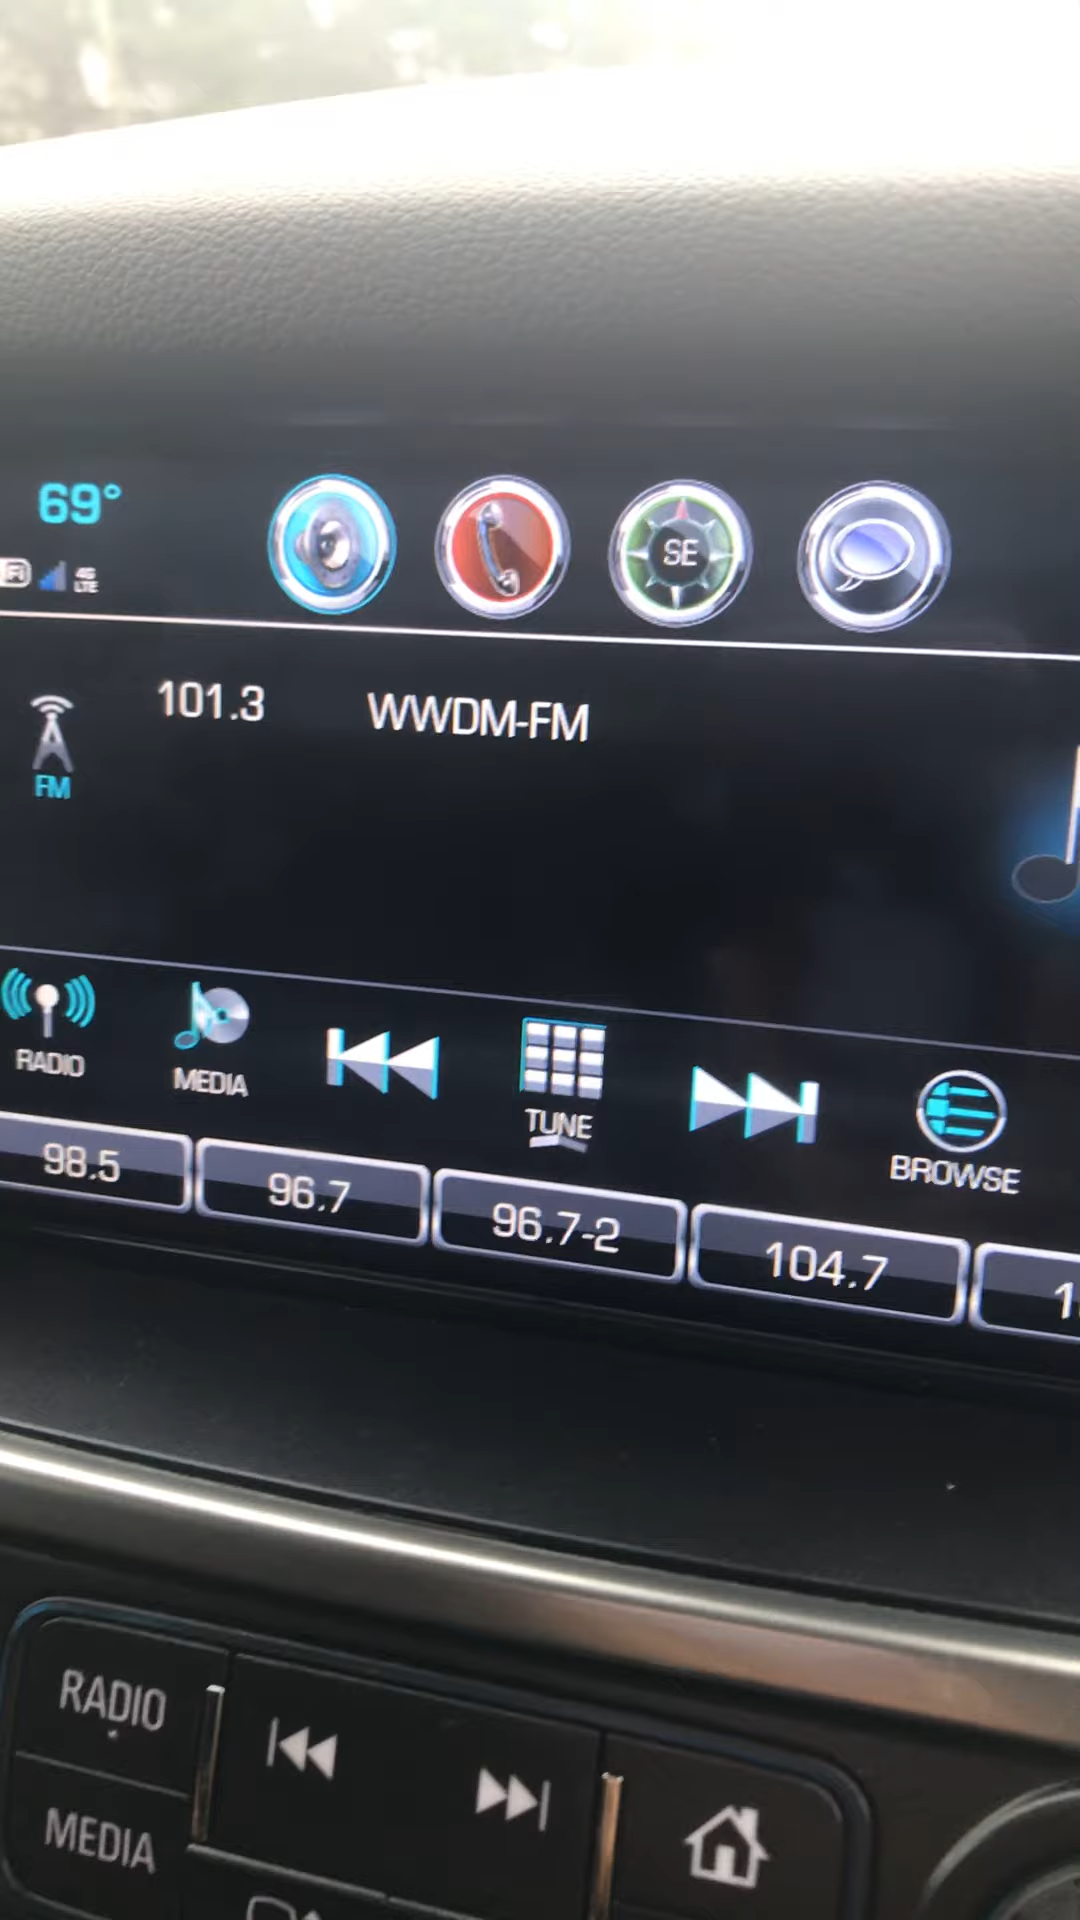 69°
4G
LTE
SE
101.3 WWDM-FM
FM
RADIO
MEDIA
TUNE
BROWSE
98.5
96.7
96.7-2
104.7
RADIO
MEDIA